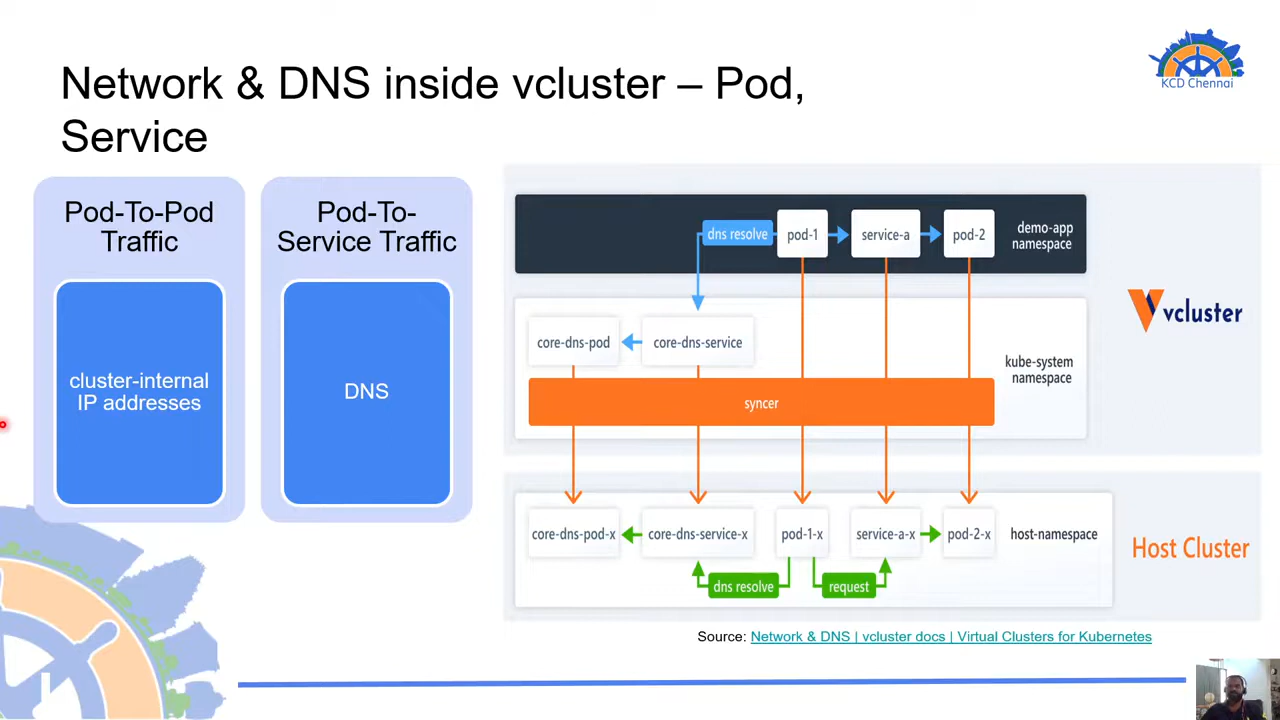 KCD Chennai
Network & DNS inside vcluster – Pod,
Service
Pod-To-Pod
Traffic
cluster-internal
IP addresses
Pod-To-
Service Traffic
DNS
dns resolve
pod-1
service-a
pod-2
demo-app
namespace
core-dns-pod
core-dns-service
kube-system
namespace
syncer
vcluster
core-dns-pod-x
core-dns-service-x
pod-1-x
service-a-x
pod-2-x
host-namespace
dns resolve
request
Host Cluster
Source: Network & DNS | vcluster docs | Virtual Clusters for Kubernetes